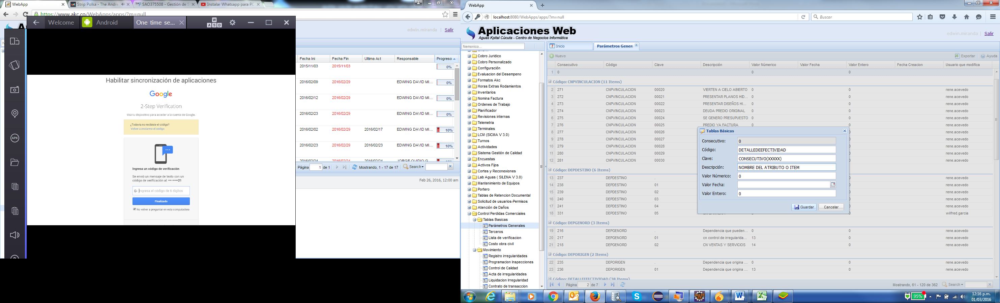 WebApp
Strip Polka - The Andre
SAO375508 - Gestión de S
Instalar Whatsapp para PC
https://www.akc.co/WebApps/apps/?m=null
Welcome
Android
One time se...
W
A S D
edwin.miranda | Salir
APK
Habilitar sincronización de aplicaciones
Google
2-Step Verification
Usa tu dispositivo para acceder a la cuenta de Google.
¿Todavía no recibiste el código?
Volver a enviarme el código
Ingresa un código de verificación
Se envió un mensaje de texto con un
código de verificación al: ••• •••••21
G- Ingresa el código de 6 dígitos
Finalizado
No volver a preguntar en esta computadora
Fecha Ini Fecha Fin Ultima Act Responsable Progreso
2015/11/03 2015/11/03 0%
2016/02/09 2016/02/29 EDWING DAVID MI... 0%
2016/02/12 2016/02/29 EDWING DAVID MI... 0%
2016/02/23 2016/02/29 EDWING DAVID MI... 0%
2016/02/02 2016/02/29 2016/02/17 EDWING DAVID MI... 10%
2016/02/23 2016/02/29 2016/02/23 EDWING DAVID MI... 10%
2016/02/24 2016/02/24 2016/02/24 JORGE OVIDIO G...
Página 1 de 1 Mostrando, 1 - 17 de 17 Search
Feb 26, 2016, 12:00 am
WebApp
localhost:8080/WebApps/apps/?m=null
Buscar
Aplicaciones Web
Aguas Kpital Cúcuta - Centro de Negocios Informática
edwin.miranda | Salir
Nemonico...
Cobro Juridico
Cobro Personalizado
Configuración
Evaluacion del Desempeno
Formatos Akc
Horas Extras Rodamientos
Inventarios
Nomina Factura
Ordenes de Trabajo
Planificador
Revisiones internas
Telemetria
Terminales
LCM (SICMA V 3.0)
Turnos
Actividades
Sistema Gestión de Calidad
Encuestas
Activos Fijos
Cortes y Reconexiones
Lab Aguas ( SILENA V 3.0)
Mantenimiento de Equipos
Portero
Tablas de Retencion Documental
Solicitud de usuarios-Permisos
Atención de Daños
Control Perdidas Comerciales
Tablas Basicas
Parámetros Generales
Terceros
Lista de verificacion
Costo obra civil
Movimiento
Registro irregularidades
Programacion Inspecciones
Control de Calidad
Acta de irregularidades
Liquidacion Irregularidad
Contrato de transaccion
Inicio
Parámetros Gener
Nuevo
Exportar Ayuda
Consecutivo Código Clave Descripción Valor Númerico Valor Fecha Valor Entero Fecha Creacion Usuario que modifica
1 0 0 0
Código: CNPVINCULACION (11 Items)
2 271 CNPVINCULACION 00020 VIERTEN A CIELO ABIERTO 0 0 rene.acevedo
3 272 CNPVINCULACION 00021 PRESENTAR PLANOS HID... 0 0 rene.acevedo
4 273 CNPVINCULACION 00022 PRESENTAR DISEÑOS HI... 0 0 rene.acevedo
5 274 CNPVINCULACION 00023 DEUDA PREDIO ORIGINAL 0 0 rene.acevedo
6 275 CNPVINCULACION 00024 SE GENERO PRESUPUESTO 0 0 rene.acevedo
7 276 CNPVINCULACION 00025 PREDIO YA FACTURA 0 0 rene.acevedo
8 277 CNPVINCULACION 00026 rene.acevedo
9 278 CNPVINCULACION 00027 rene.acevedo
10 279 CNPVINCULACION 00028 rene.acevedo
11 280 CNPVINCULACION 00029 rene.acevedo
12 281 CNPVINCULACION 00030 rene.acevedo
Código: DEPDESTINO (6 Items)
13 237 DEPDESTINO . rene.acevedo
14 238 DEPDESTINO 01 rene.acevedo
15 239 DEPDESTINO 02 rene.acevedo
16 240 DEPDESTINO 03 rene.acevedo
17 241 DEPDESTINO 04 rene.acevedo
18 331 DEPDESTINO 05 wilfred.garcia
Código: DEPGENORD (3 Items)
19 216 DEPGENORD . Dependencia que pueden... 0 0 rene.acevedo
20 217 DEPGENORD 01 cn control de irregularida... 13 0 rene.acevedo
21 218 DEPGENORD 02 CN VENTAS Y SERVICIOS 14 0 rene.acevedo
Código: DEPORIGEN (2 Items)
22 235 DEPORIGEN . Dependencia que origina ... 0 0 rene.acevedo
23 236 DEPORIGEN 01 Dependencia que origina ... 13 0 rene.acevedo
Código: DETALLEEFECTIVIDAD (38 Items)
Página 2 de 7 Mostrando, 61 - 120 de 362 Search
Tablas Básicas
Consecutivo: 0
Código: DETALLEDEEFECTIVIDAD
Clave: CONSECUTIVO(XXXXX)
Descripción: NOMBRE DEL ATRIBUTO O ITEM
Valor Númerico: 0
Valor Fecha:
Valor Entero: 0
Guardar Cancelar
Java EE
IDE
95%
12:16 p.m.
01/03/2016